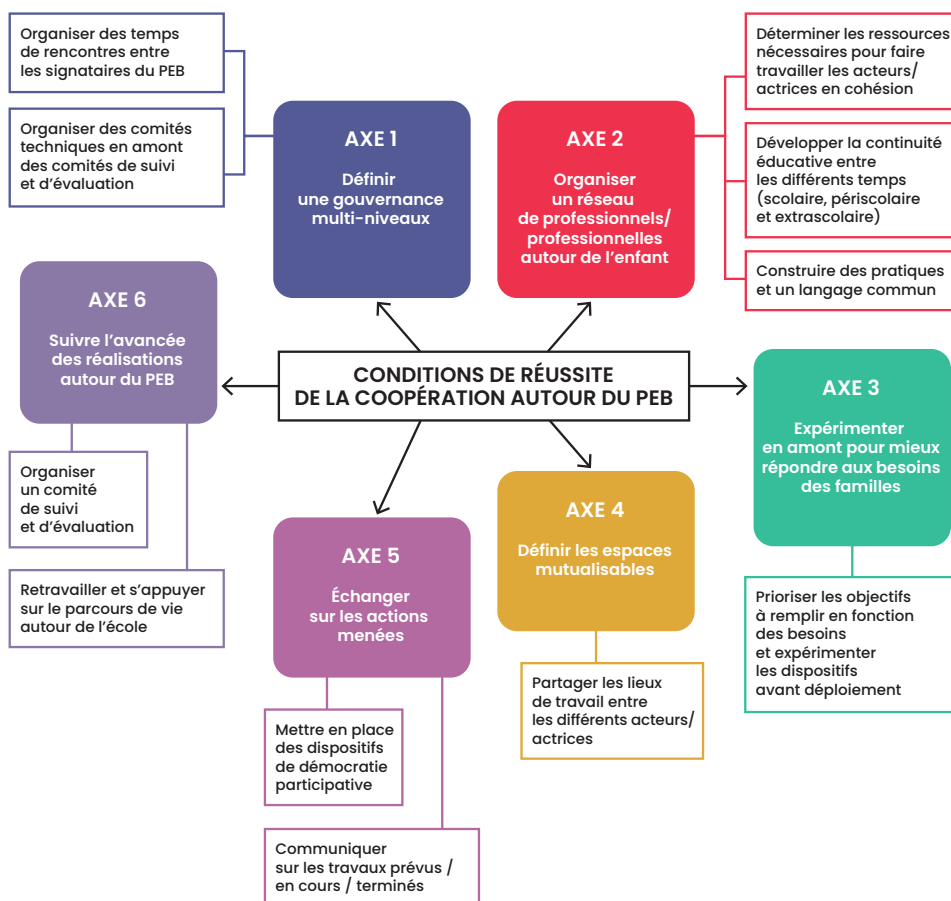 Organiser des temps
de rencontres entre
les signataires du PEB
Organiser des comités
techniques en amont
des comités de suivi
et d'évaluation
AXE 1
Définir
une gouvernance
multi-niveaux
AXE 2
Organiser
un réseau
de professionnels/
professionnelles
autour de l'enfant
Déterminer les ressources
nécessaires pour faire
travailler les acteurs/
actrices en cohésion
Développer la continuité
éducative entre
les différents temps
(scolaire, périscolaire
et extrascolaire)
Construire des pratiques
et un langage commun
AXE 6
Suivre l'avancée
des réalisations
autour du PEB
CONDITIONS DE RÉUSSITE
DE LA COOPÉRATION AUTOUR DU PEB
AXE 3
Expérimenter
en amont pour mieux
répondre aux besoins
des familles
Organiser
un comité
de suivi
et d'évaluation
Retravailler et s'appuyer
sur le parcours de vie
autour de l'école
AXE 5
Échanger
sur les actions
menées
AXE 4
Définir les espaces
mutualisables
Prioriser les objectifs
à remplir en fonction
des besoins
et expérimenter
les dispositifs
avant déploiement
Mettre en place
des dispositifs
de démocratie
participative
Partager les lieux
de travail entre
les différents acteurs/
actrices
Communiquer
sur les travaux prévus /
en cours / terminés